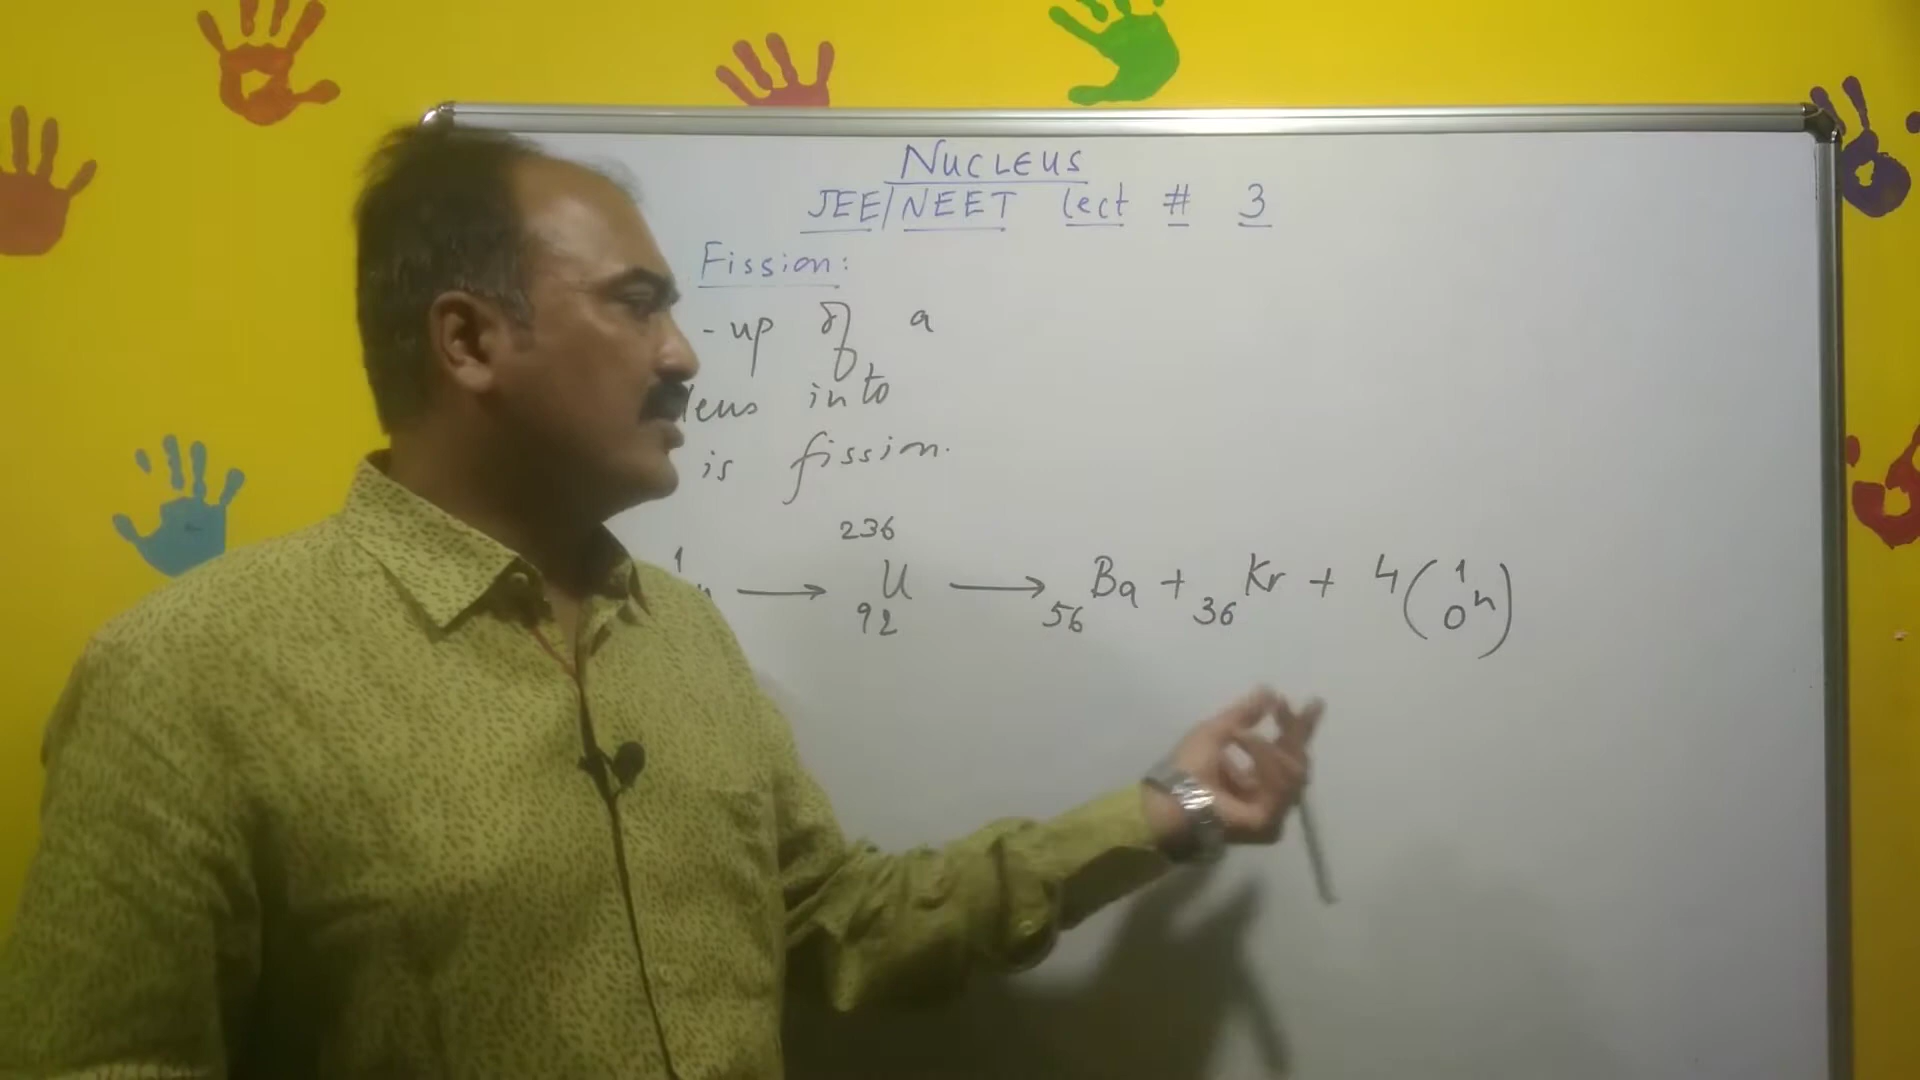 NUCLEUS
JEE/NEET Lect # 3
Fission:
-up of a
leus into
is fission.
1 n → 236 92 U → 56 Ba + 36 Kr + 4 (1 0 n)